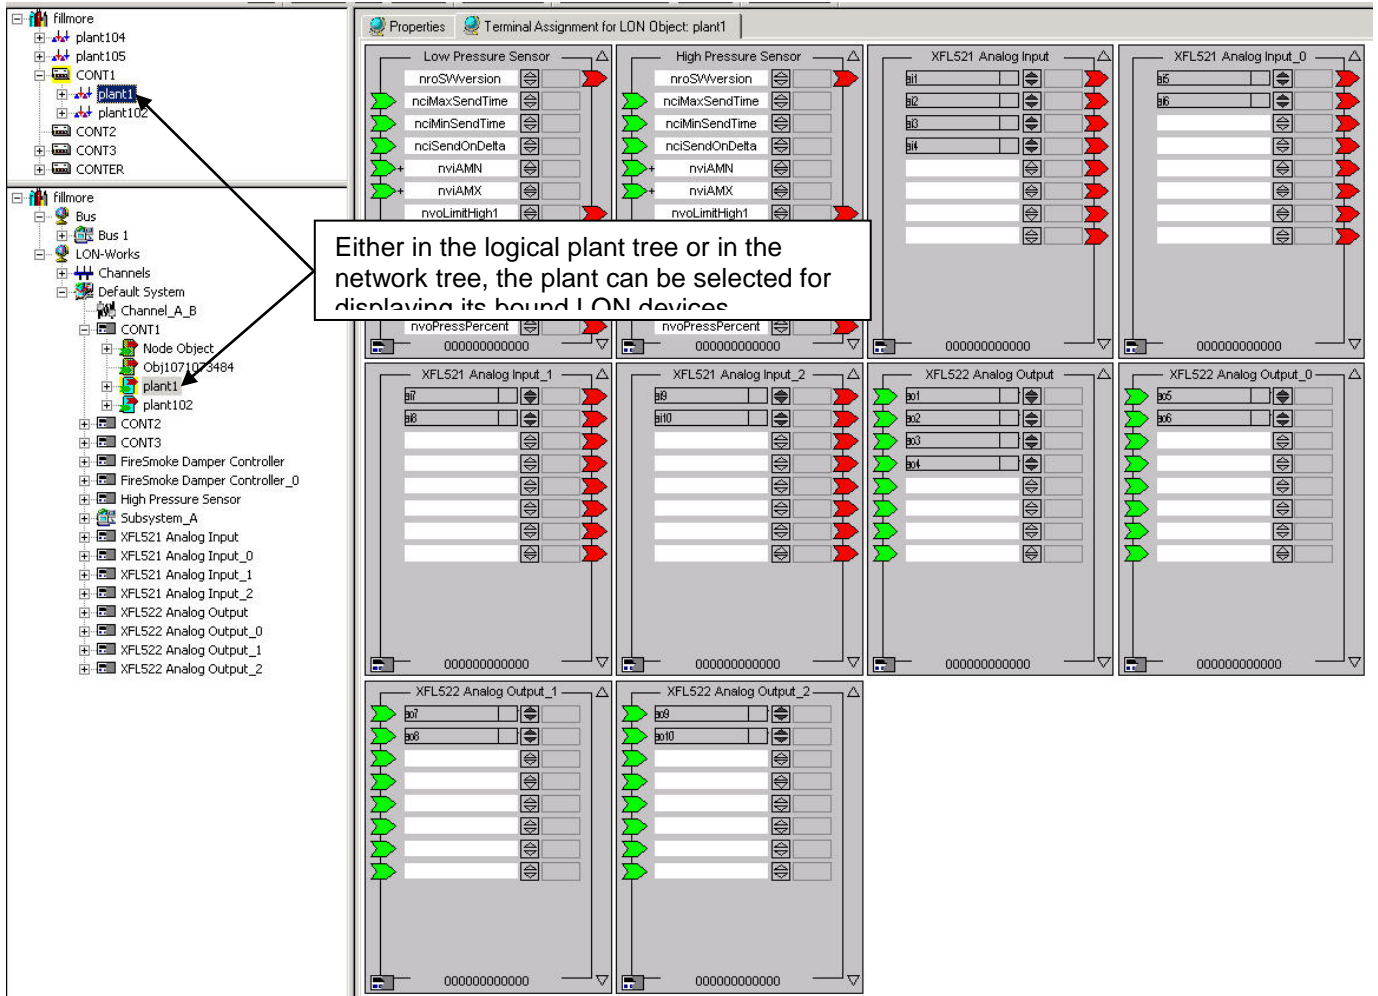 fillmore
plant104
plant105
CONT1
plant1
plant102
CONT2
CONT3
CONTER
fillmore
Bus
Bus 1
LON-Works
Channels
Default System
Channel_A_B
CONT1
Node Object
Obj1071073484
plant1
plant102
CONT2
CONT3
FireSmoke Damper Controller
FireSmoke Damper Controller_0
High Pressure Sensor
Subsystem_A
XFL521 Analog Input
XFL521 Analog Input_0
XFL521 Analog Input_1
XFL521 Analog Input_2
XFL522 Analog Output
XFL522 Analog Output_0
XFL522 Analog Output_1
XFL522 Analog Output_2
Properties
Terminal Assignment for LON Object: plant1
Low Pressure Sensor
nroSWversion
nciMaxSendTime
nciMinSendTime
nciSendOnDelta
+ nviAMN
+ nviAMX
nvoLimitHigh1
nvoPressPercent
000000000000
High Pressure Sensor
nroSWversion
nciMaxSendTime
nciMinSendTime
nciSendOnDelta
+ nviAMN
+ nviAMX
nvoLimitHigh1
nvoPressPercent
000000000000
XFL521 Analog Input
ai1
ai2
ai3
ai4
000000000000
XFL521 Analog Input_0
ai5
ai6
000000000000
Either in the logical plant tree or in the
network tree, the plant can be selected for
displaying its bound LON devices
XFL521 Analog Input_1
ai7
ai8
000000000000
XFL521 Analog Input_2
ai9
ai10
000000000000
XFL522 Analog Output
ao1
ao2
ao3
ao4
000000000000
XFL522 Analog Output_0
ao5
ao6
000000000000
XFL522 Analog Output_1
ao7
ao8
000000000000
XFL522 Analog Output_2
ao9
ao10
000000000000